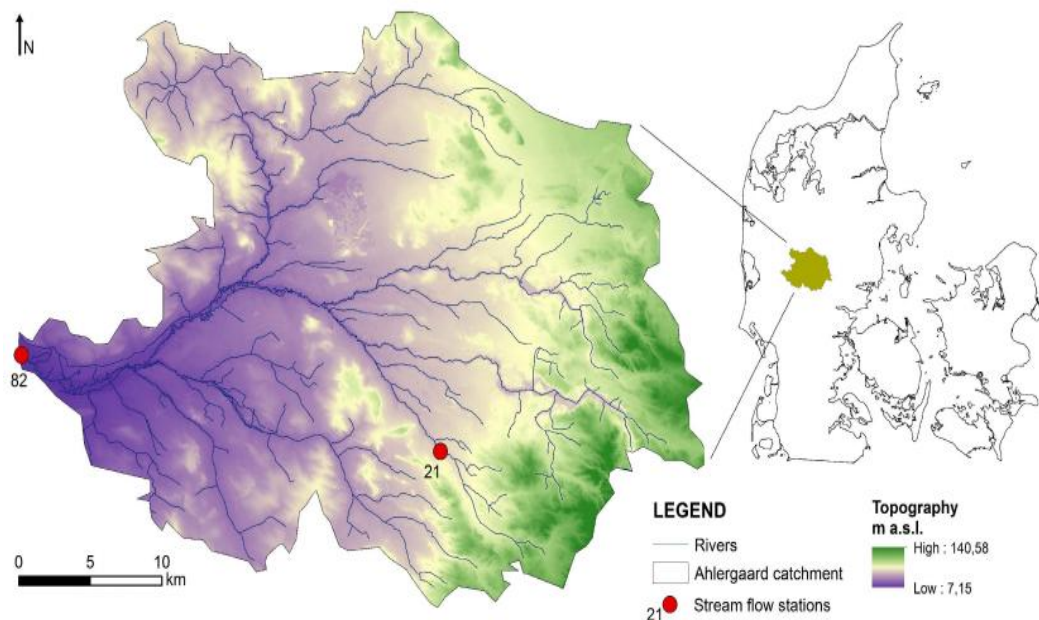 N
82
21
0 5 10
km
LEGEND
Rivers
Ahlergaard catchment
21 Stream flow stations
Topography
m a.s.l.
High : 140,58
Low : 7,15